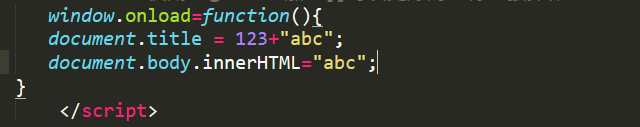 window.onload=function(){
document.title = 123+"abc";
document.body.innerHTML="abc";
}
</script>